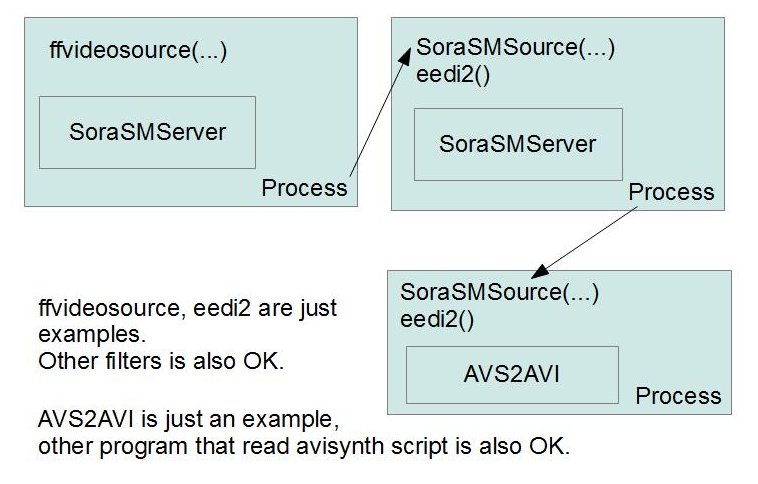 ffvideosource(...)
SoraSMServer
Process
SoraSMSource(...)
eedi2()
SoraSMServer
Process
SoraSMSource(...)
eedi2()
AVS2AVI
Process
ffvideosource, eedi2 are just
examples.
Other filters is also OK.
AVS2AVI is just an example,
other program that read avisynth script is also OK.